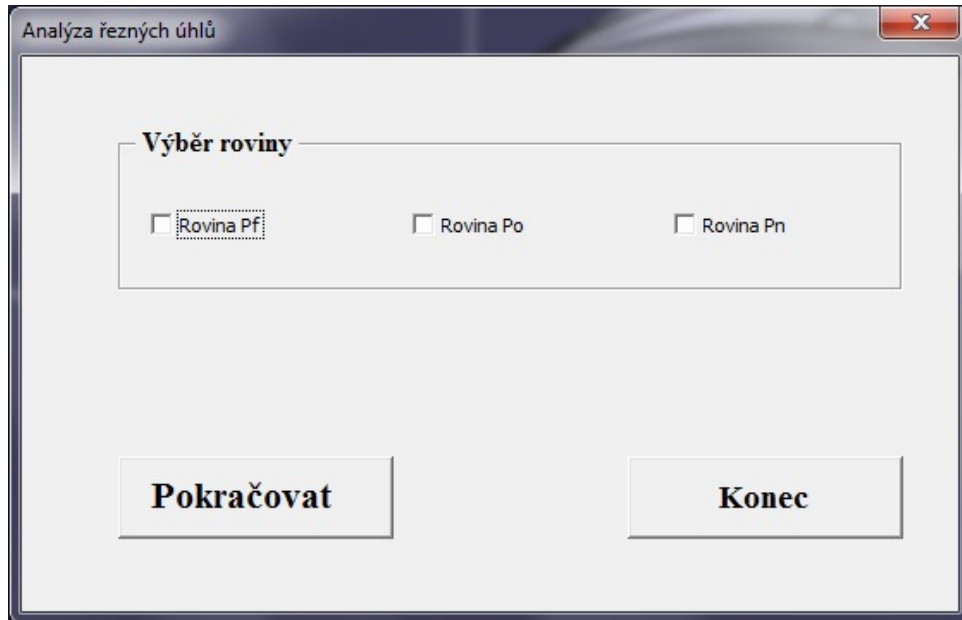 Analýza řezných úhlů
Výběr roviny
Rovina Pf Rovina Po Rovina Pn
Pokračovat Konec